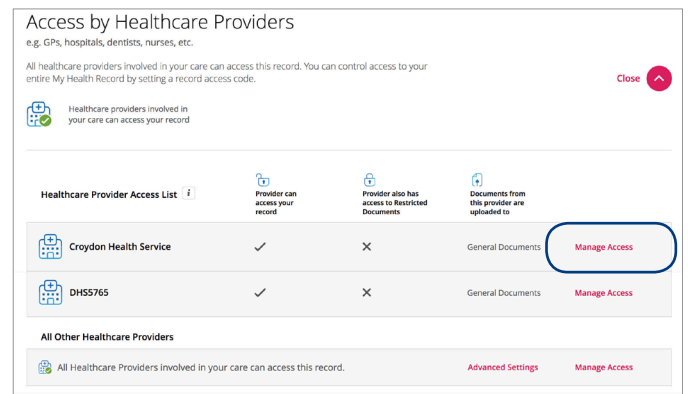 Access by Healthcare Providers
e.g. GPs, hospitals, dentists, nurses, etc.
All healthcare providers involved in your care can access this record. You can control access to your
entire My Health Record by setting a record access code.
Close
Healthcare providers involved in
your care can access your record
Healthcare Provider Access List i
Provider can
access your
record
Provider also has
access to Restricted
Documents
Documents from
this provider are
uploaded to
Croydon Health Service General Documents Manage Access
DHS5765 General Documents Manage Access
All Other Healthcare Providers
All Healthcare Providers involved in your care can access this record. Advanced Settings Manage Access